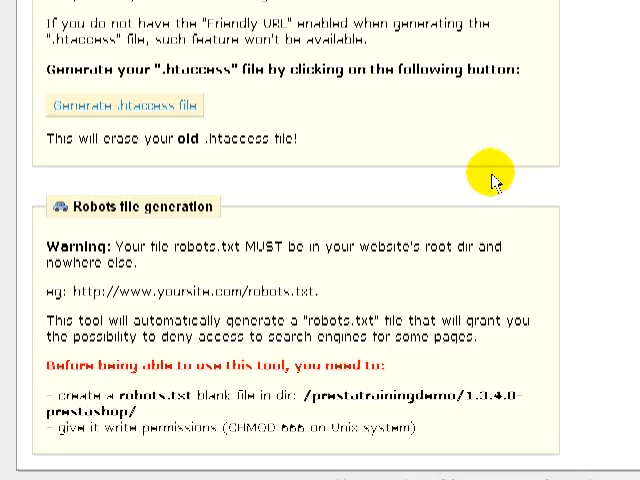 If you do not have the "Friendly URL" enabled when generating the
".htaccess" file, such feature won't be available.
Generate your ".htaccess" file by clicking on the following button:
Generate .htaccess file
This will erase your old .htaccess file!
Robots file generation
Warning: Your file robots.txt MUST be in your website's root dir and
nowhere else.
eg: http://www.yoursite.com/robots.txt.
This tool will automatically generate a "robots.txt" file that will grant you
the possibility to deny access to search engines for some pages.
Before being able to use this tool, you need to:
- create a robots.txt blank file in dir: /prestatrainingdemo/1.3.4.0-
prestashop/
- give it write permissions (CHMOD 666 on Unix system)